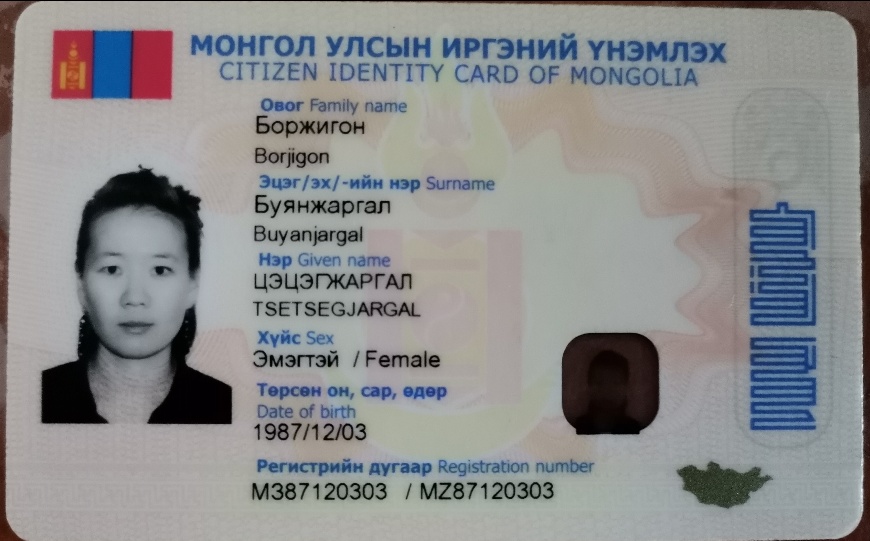 МОНГОЛ УЛСЫН ИРГЭНИЙ ҮНЭМЛЭХ
CITIZEN IDENTITY CARD OF MONGOLIA
Овог Family name
Боржигон
Borjigon
Эцэг/эх/-ийн нэр Surname
Буянжаргал
Buyanjargal
Нэр Given name
ЦЭЦЭГЖАРГАЛ
TSETSEGJARGAL
Хүйс Sex
Эмэгтэй / Female
Төрсөн он, сар, өдөр
Date of birth
1987/12/03
Регистрийн дугаар Registration number
МЗ87120303 / MZ87120303